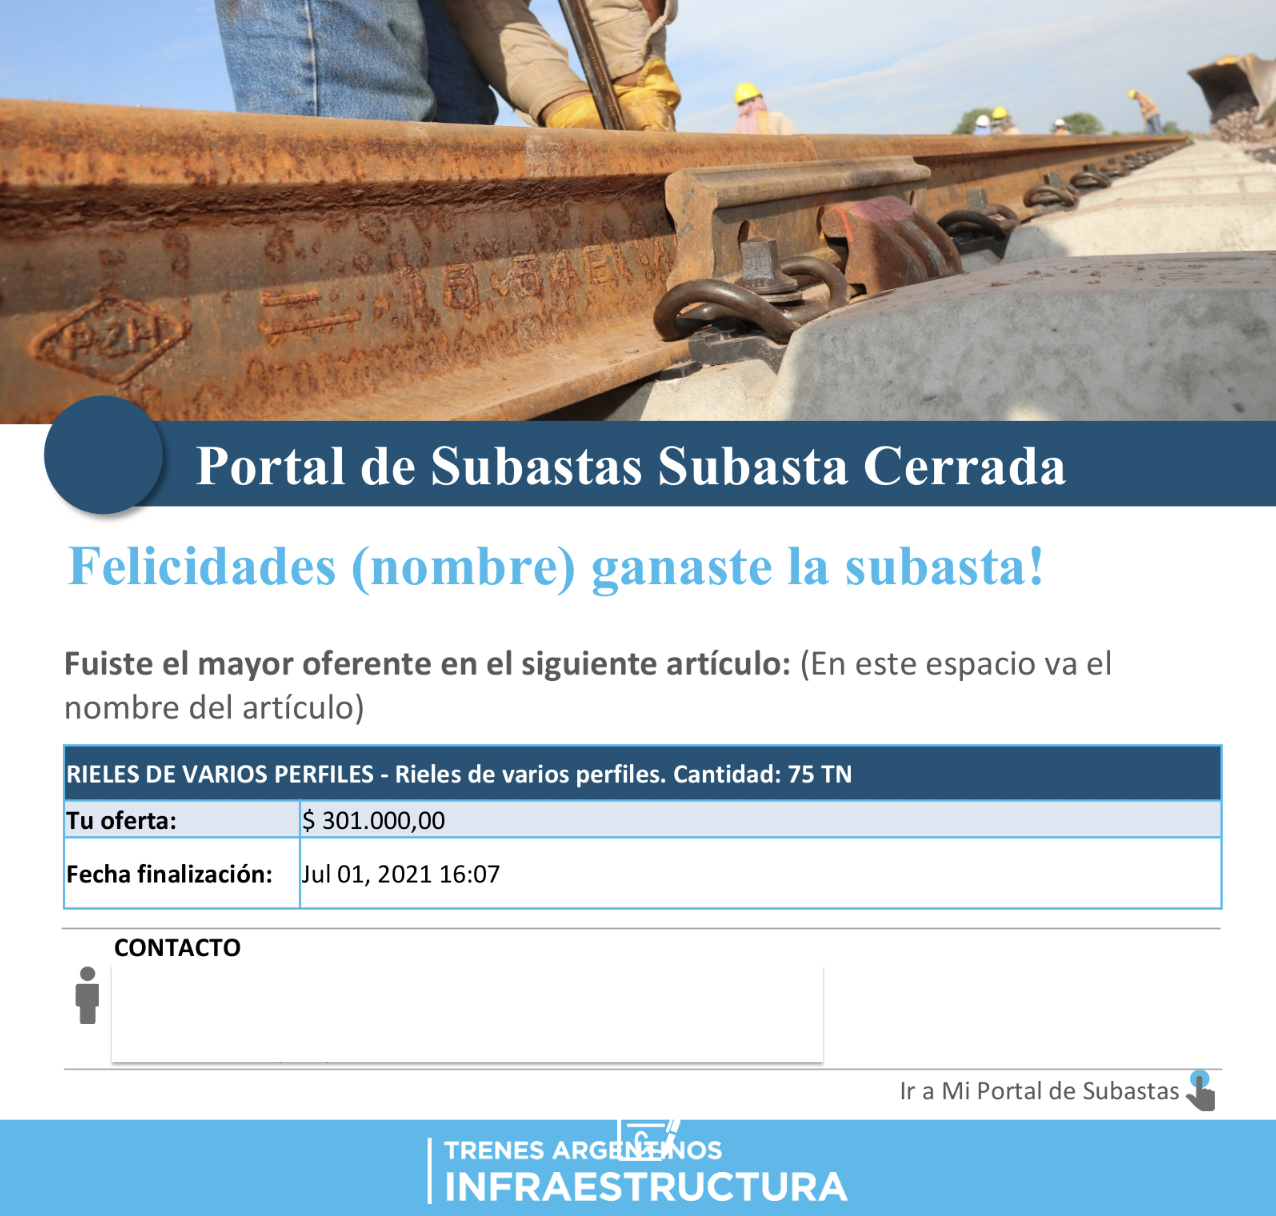 P2H
Portal de Subastas Subasta Cerrada
Felicidades (nombre) ganaste la subasta!
Fuiste el mayor oferente en el siguiente artículo: (En este espacio va el
nombre del artículo)
RIELES DE VARIOS PERFILES - Rieles de varios perfiles. Cantidad: 75 TN
Tu oferta: $ 301.000,00
Fecha finalización: Jul 01, 2021 16:07
CONTACTO
Ir a Mi Portal de Subastas
TRENES ARGENTINOS
INFRAESTRUCTURA